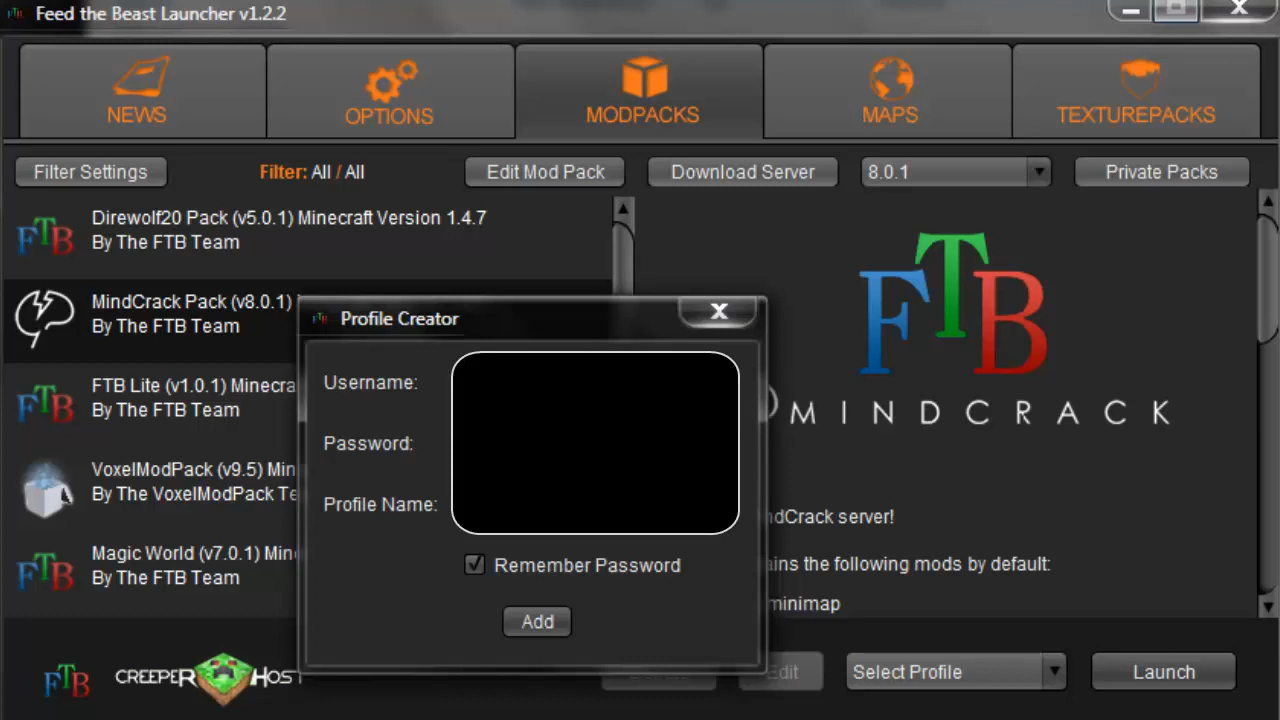 Feed the Beast Launcher v1.2.2
NEWS
OPTIONS
MODPACKS
MAPS
TEXTUREPACKS
Filter Settings
Filter: All / All
Edit Mod Pack
Download Server
8.0.1
Private Packs
FTB
Direwolf20 Pack (v5.0.1) Minecraft Version 1.4.7
By The FTB Team
MindCrack Pack (v8.0.1)
By The FTB Team
FTB
FTB Lite (v1.0.1) Minecra
By The FTB Team
VoxelModPack (v9.5) Min
By The VoxelModPack Te
FTB
Magic World (v7.0.1) Min
By The FTB Team
FTB
MINDCRACK
ndCrack server!
ains the following mods by default:
minimap
Profile Creator
Username:
Password:
Profile Name:
Remember Password
Add
FTB
CREEPER HOST
Edit
Select Profile
Launch